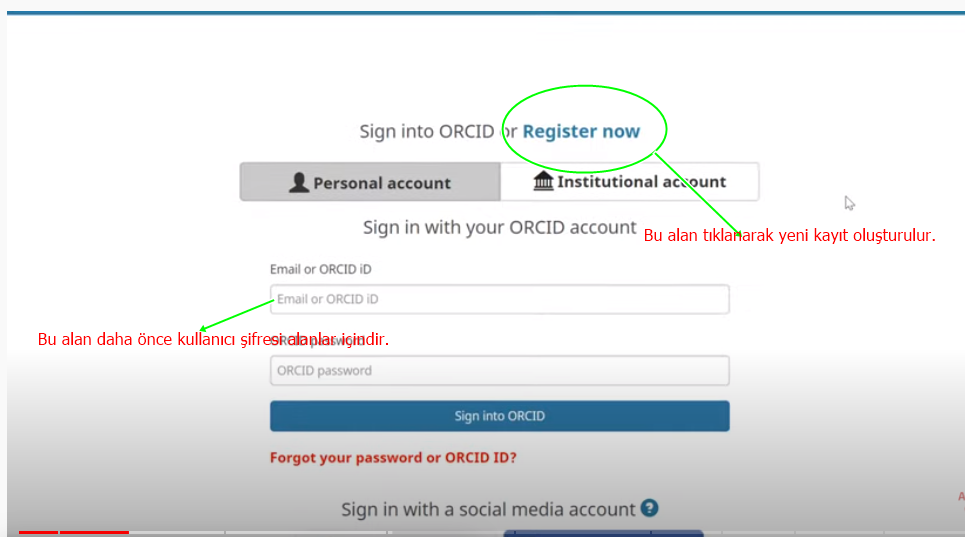 Sign into ORCID or Register now
Personal account
Institutional account
Sign in with your ORCID account
Bu alan tıklanarak yeni kayıt oluşturulur.
Email or ORCID iD
Email or ORCID iD
Bu alan daha önce kullanıcı şifresi alanlar içindir.
ORCID password
ORCID password
Sign into ORCID
Forgot your password or ORCID ID?
Sign in with a social media account ?
A